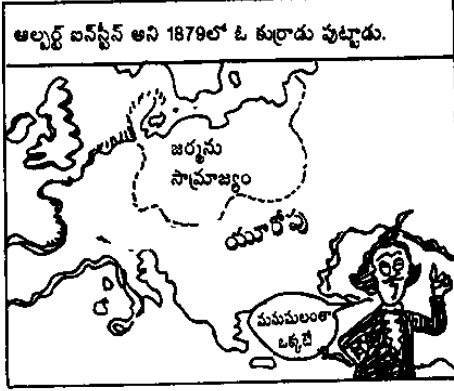 ఆల్బర్ట్ ఐన్‌స్టీన్ అని 1879లో ఓ కుర్రాడు పుట్టాడు.
జర్మను
సామ్రాజ్యం
యూరోపు
మనుషులంతా
ఒక్కటే